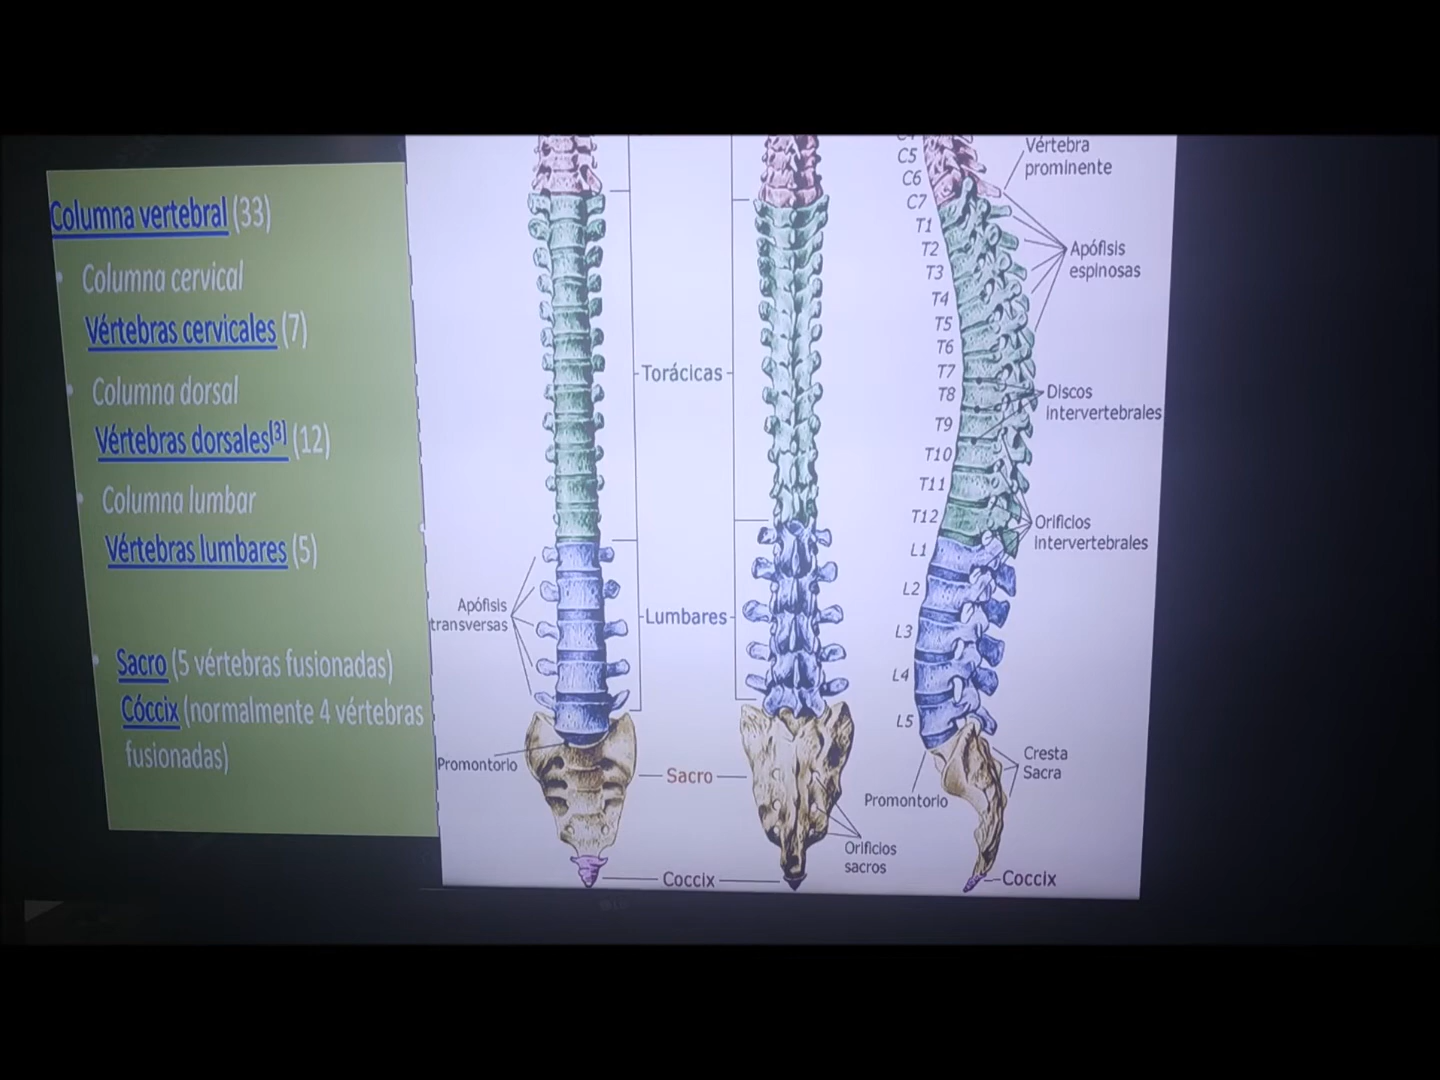 Columna vertebral (33)
• Columna cervical
Vértebras cervicales (7)
• Columna dorsal
Vértebras dorsales[3] (12)
• Columna lumbar
Vértebras lumbares (5)
• Sacro (5 vértebras fusionadas)
Cóccix (normalmente 4 vértebras
fusionadas)
Torácicas
Lumbares
Apófisis
transversas
Promontorio
Sacro
Coccix
Orificios
sacros
C5
C6
C7
T1
T2
T3
T4
T5
T6
T7
T8
T9
T10
T11
T12
L1
L2
L3
L4
L5
Vértebra
prominente
Apófisis
espinosas
Discos
intervertebrales
Orificios
Intervertebrales
Cresta
Sacra
Promontorio
Coccix